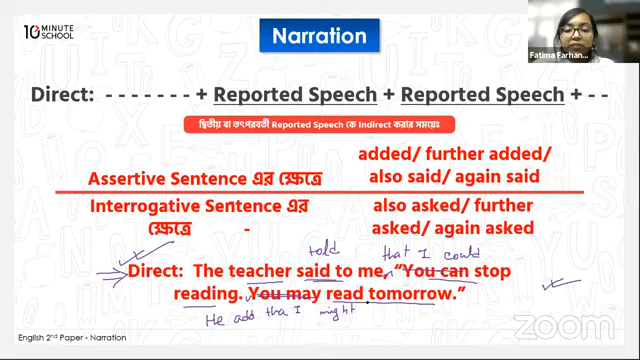 10 MINUTE SCHOOL
Narration
Fatima Farhan...
Direct: - - - - - - - + Reported Speech + Reported Speech + - -
দ্বিতীয় বা তৎপরবর্তী Reported Speech কে Indirect করার সময়েঃ
Assertive Sentence এর ক্ষেত্রে
added/ further added/
also said/ again said
Interrogative Sentence এর
ক্ষেত্রে -
also asked/ further
asked/ again asked
told that I could
Direct: The teacher said to me, “You can stop
reading. You may read tomorrow.”
He add tha I might
English 2nd Paper - Narration
zoom